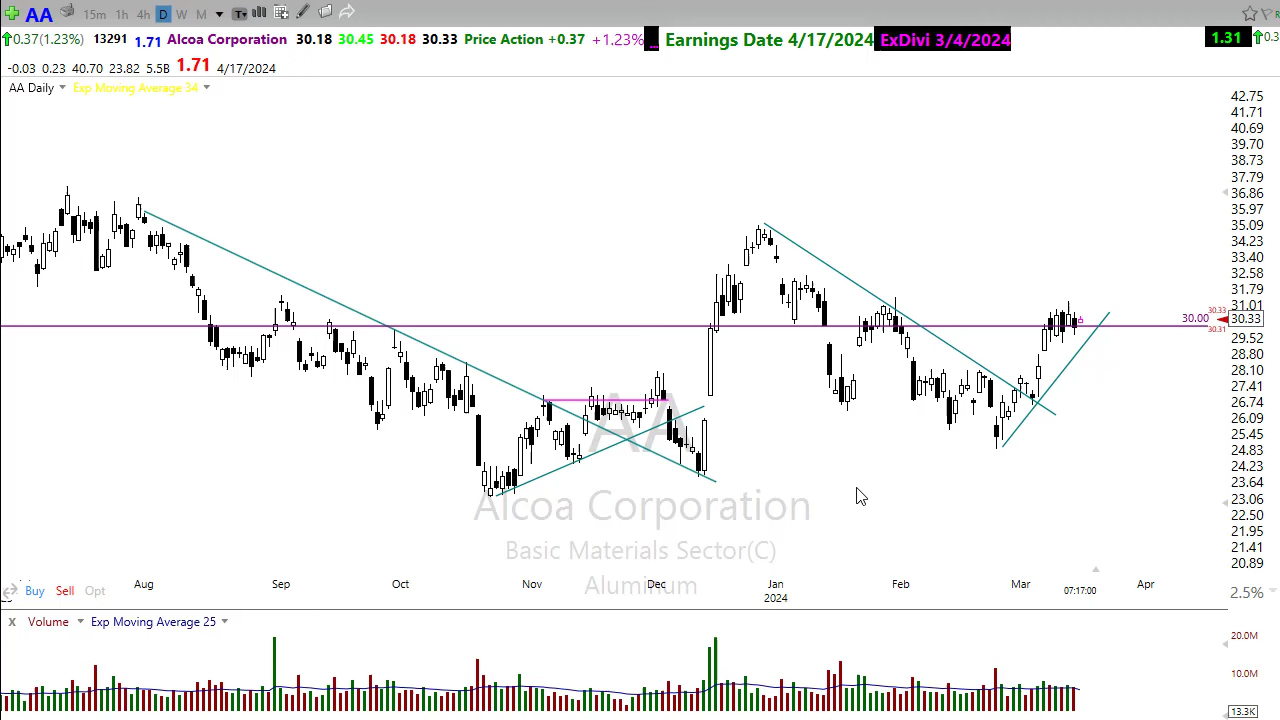 AA 15m 1h 4h D W M T
0.37(1.23%) 13291 1.71 Alcoa Corporation 30.18 30.45 30.18 30.33 Price Action +0.37 +1.23% Earnings Date 4/17/2024 ExDivi 3/4/2024 1.31 0.3
-0.03 0.23 40.70 23.82 5.5B 1.71 4/17/2024
AA Daily Exp Moving Average 34
42.75
41.71
40.69
39.70
38.73
37.79
36.86
35.97
35.09
34.23
33.40
32.58
31.79
31.01
30.33
30.00 30.33
30.31
29.52
28.80
28.10
27.41
26.74
26.09
25.45
24.83
24.23
23.64
23.06
22.50
21.95
21.41
20.89
AA
Alcoa Corporation
Basic Materials Sector(C)
Aluminum
Aug Sep Oct Nov Dec Jan Feb Mar Apr
2024 07:17:00
Buy Sell Opt 2.5%
X Volume Exp Moving Average 25
20.0M
10.0M
13.3K